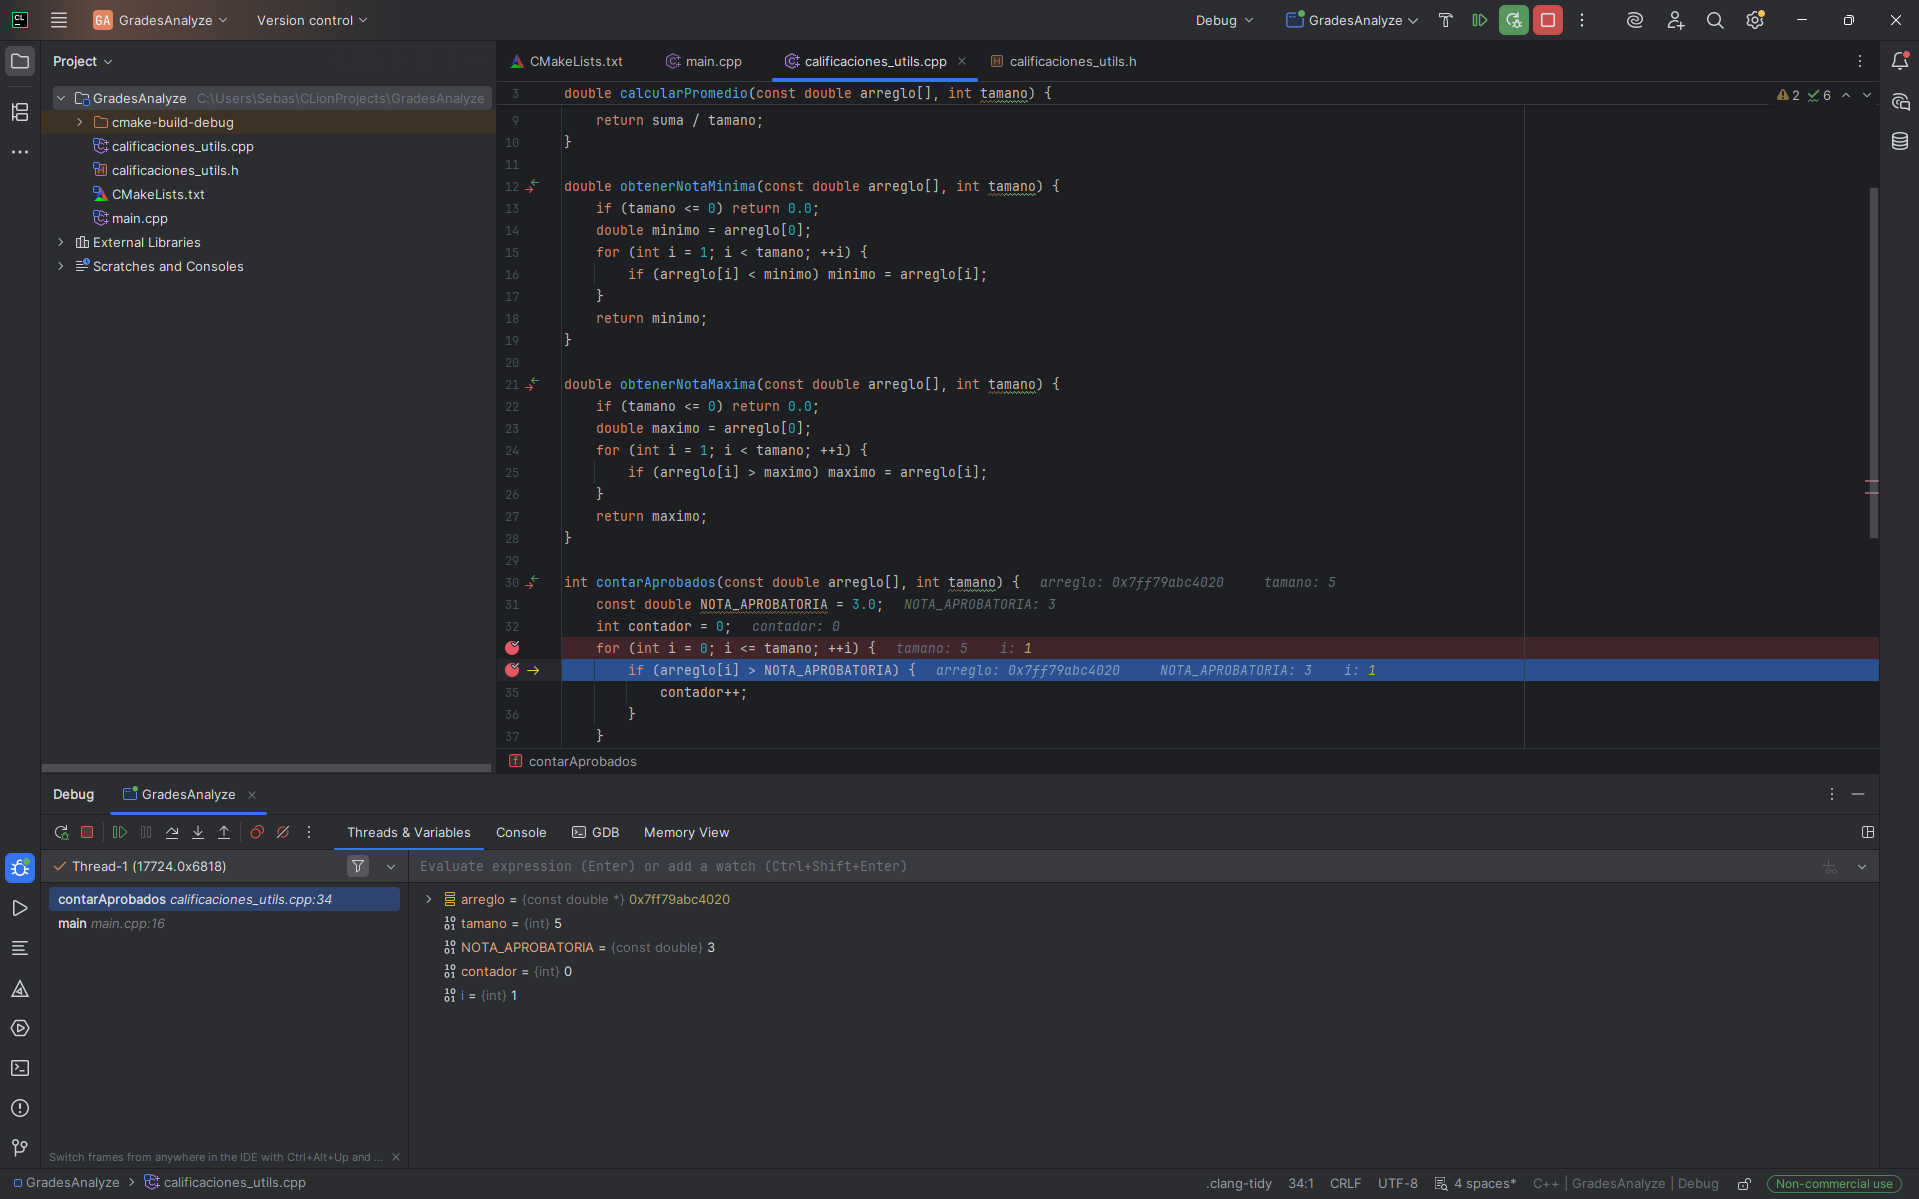 GA GradesAnalyze Version control Debug GradesAnalyze
Project
GradesAnalyze C:\Users\Sebas\CLionProjects\GradesAnalyze
cmake-build-debug
calificaciones_utils.cpp
calificaciones_utils.h
CMakeLists.txt
main.cpp
External Libraries
Scratches and Consoles
CMakeLists.txt main.cpp calificaciones_utils.cpp calificaciones_utils.h
3 double calcularPromedio(const double arreglo[], int tamano) { 2 6
9 return suma / tamano;
10 }
11
12 double obtenerNotaMinima(const double arreglo[], int tamano) {
13 if (tamano <= 0) return 0.0;
14 double minimo = arreglo[0];
15 for (int i = 1; i < tamano; ++i) {
16 if (arreglo[i] < minimo) minimo = arreglo[i];
17 }
18 return minimo;
19 }
20
21 double obtenerNotaMaxima(const double arreglo[], int tamano) {
22 if (tamano <= 0) return 0.0;
23 double maximo = arreglo[0];
24 for (int i = 1; i < tamano; ++i) {
25 if (arreglo[i] > maximo) maximo = arreglo[i];
26 }
27 return maximo;
28 }
29
30 int contarAprobados(const double arreglo[], int tamano) { arreglo: 0x7ff79abc4020 tamano: 5
31 const double NOTA_APROBATORIA = 3.0; NOTA_APROBATORIA: 3
32 int contador = 0; contador: 0
for (int i = 0; i <= tamano; ++i) { tamano: 5 i: 1
if (arreglo[i] > NOTA_APROBATORIA) { arreglo: 0x7ff79abc4020 NOTA_APROBATORIA: 3 i: 1
35 contador++;
36 }
37 }
contarAprobados
Debug GradesAnalyze
Threads & Variables Console GDB Memory View
Thread-1 (17724.0x6818)
contarAprobados calificaciones_utils.cpp:34
main main.cpp:16
Evaluate expression (Enter) or add a watch (Ctrl+Shift+Enter)
arreglo = {const double *} 0x7ff79abc4020
tamano = {int} 5
NOTA_APROBATORIA = {const double} 3
contador = {int} 0
i = {int} 1
Switch frames from anywhere in the IDE with Ctrl+Alt+Up and ...
GradesAnalyze calificaciones_utils.cpp .clang-tidy 34:1 CRLF UTF-8 4 spaces* C++ | GradesAnalyze | Debug Non-commercial use